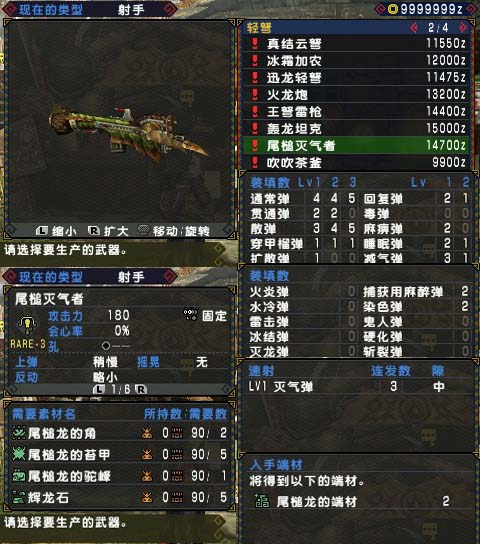 现在的类型 射手
9999999z
轻弩 2/4
真结云弩 11550z
冰霜加农 12000z
迅龙轻弩 11475z
火龙炮 13200z
王弩雷枪 14400z
轰龙坦克 15000z
尾槌灭气者 14700z
吹吹茶釜 9900z
L 缩小 R 扩大 移动/旋转
请选择要生产的武器。
装填数 Lv1 2 3 Lv 1 2
通常弹 4 4 5 回复弹 2 1
贯通弹 2 2 0 毒弹 0 0
散弹 3 4 5 麻痹弹 2 0
穿甲榴弹 1 1 1 睡眠弹 2 1
扩散弹 1 0 0 减气弹 3 1
现在的类型 射手
尾槌灭气者
攻击力 180 固定
会心率 0%
RARE-3 孔
上弹 稍慢 摇晃 无
反动 略小
L 1/6 R
装填数
火炎弹 0 捕获用麻醉弹 2
水冷弹 0 染色弹 2
雷击弹 0 鬼人弹 0
冰结弹 0 硬化弹 0
灭龙弹 0 斩裂弹 0
速射 连发数 隙
LV1 灭气弹 3 中
需要素材名 所持数/需要数
尾槌龙的角 0 90/ 2
尾槌龙的苔甲 0 90/ 5
尾槌龙的驼峰 0 90/ 1
辉龙石 0 90/ 5
请选择要生产的武器。
入手端材
将得到以下的端材。
尾槌龙的端材 2